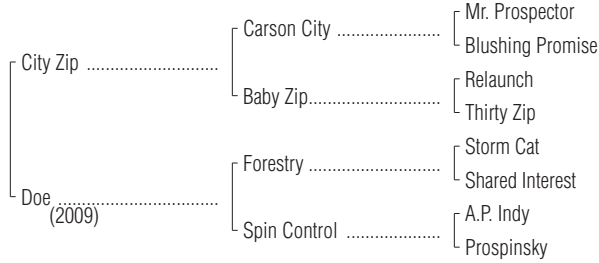 Mr. Prospector
Carson City ....................
Blushing Promise
City Zip .........................
Relaunch
Baby Zip.........................
Thirty Zip
Storm Cat
Forestry .........................
Shared Interest
Doe ...............................
(2009)
A.P. Indy
Spin Control ..................
Prospinsky